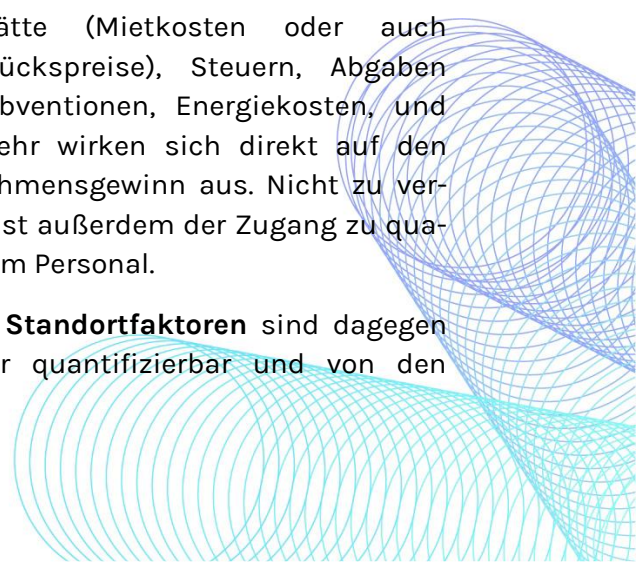 ätte (Mietkosten oder auch
ückspreise), Steuern, Abgaben
bventionen, Energiekosten, und
ehr wirken sich direkt auf den
hmensgewinn aus. Nicht zu ver-
st außerdem der Zugang zu qua-
m Personal.
Standortfaktoren sind dagegen
r quantifizierbar und von den